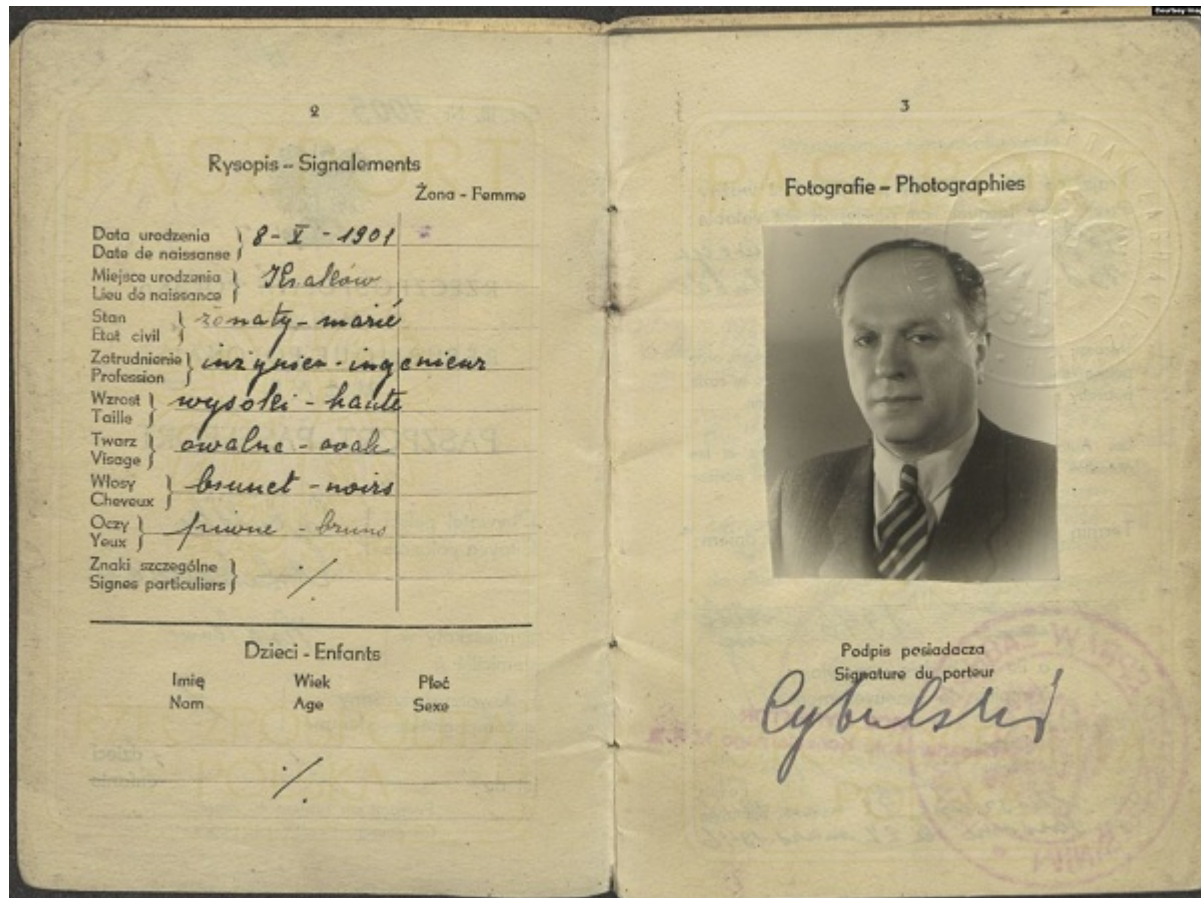 Courtesy Image
2
Rysopis - Signalements
Żona - Femme
Data urodzenia
Date de naissanse
8 - X - 1901
Miejsce urodzenia
Lieu de naissance
Kraków
Stan
Etat civil
żonaty - marié
Zatrudnienie
Profession
inżynier - ingenieur
Wzrost
Taille
wysoki - haute
Twarz
Visage
owalna - ovale
Włosy
Cheveux
brunet - noirs
Oczy
Yeux
piwne - bruns
Znaki szczególne
Signes particuliers
./.
Dzieci - Enfants
Imię Wiek Płeć
Nom Age Sexe
./.
3
Fotografie - Photographies
Podpis posiadacza
Signature du porteur
Cybulski